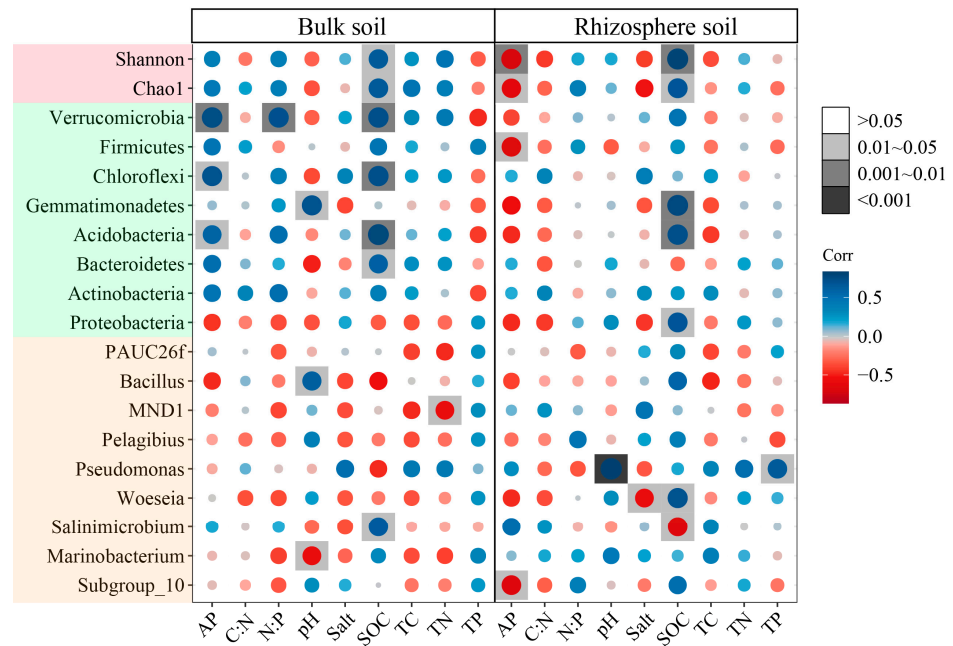 Bulk soil Rhizosphere soil
Shannon
Chao1
Verrucomicrobia
Firmicutes
Chloroflexi
Gemmatimonadetes
Acidobacteria
Bacteroidetes
Actinobacteria
Proteobacteria
PAUC26f
Bacillus
MND1
Pelagibius
Pseudomonas
Woeseia
Salinimicrobium
Marinobacterium
Subgroup_10
AP C:N N:P pH Salt SOC TC TN TP AP C:N N:P pH Salt SOC TC TN TP
>0.05
0.01~0.05
0.001~0.01
<0.001
Corr
0.5
0.0
−0.5